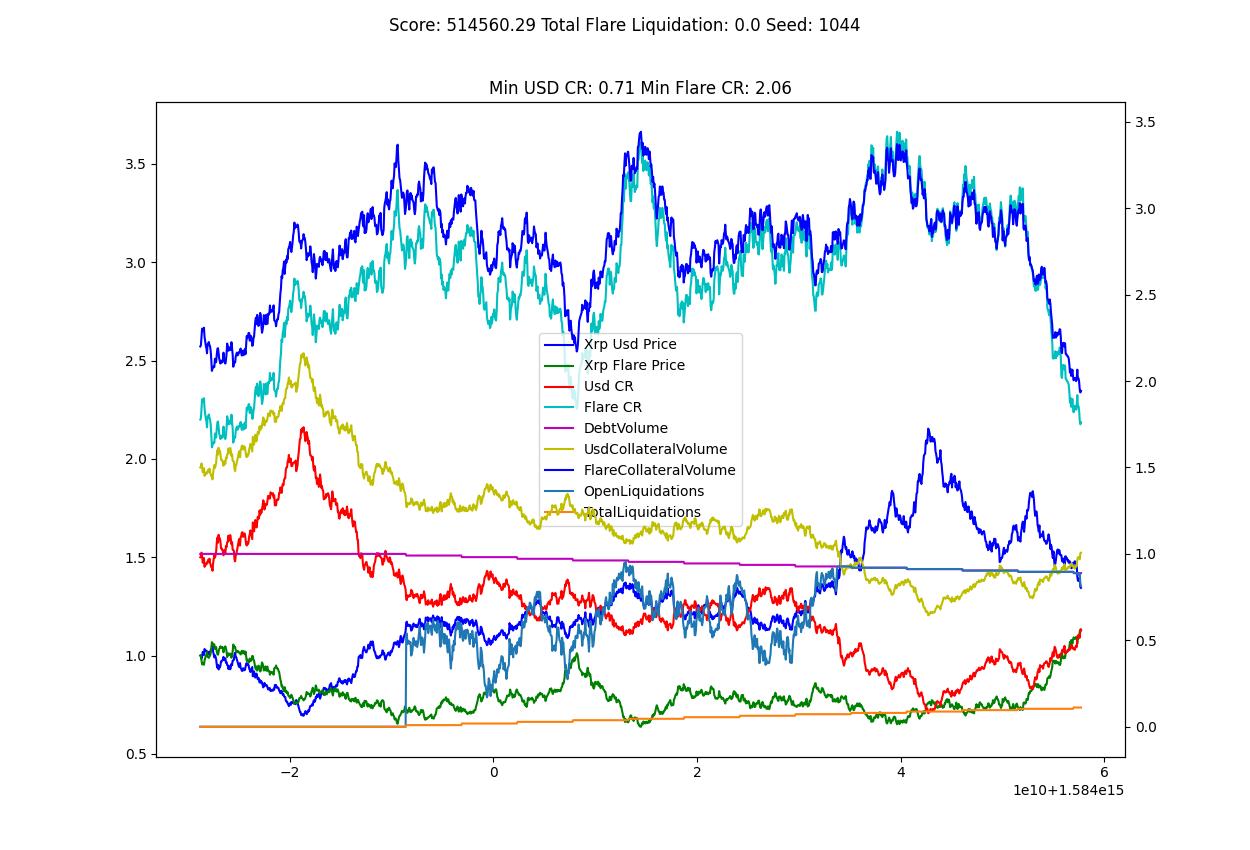 Score: 514560.29 Total Flare Liquidation: 0.0 Seed: 1044
Min USD CR: 0.71 Min Flare CR: 2.06
3.5
3.0
2.5
2.0
1.5
1.0
0.5
3.5
3.0
2.5
2.0
1.5
1.0
0.5
0.0
Xrp Usd Price
Xrp Flare Price
Usd CR
Flare CR
DebtVolume
UsdCollateralVolume
FlareCollateralVolume
OpenLiquidations
TotalLiquidations
−2
0
2
4
6
1e10+1.584e15